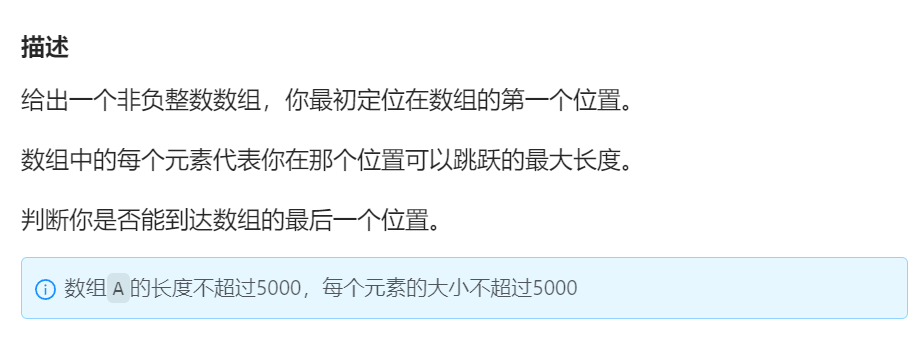 描述
给出一个非负整数数组，你最初定位在数组的第一个位置。
数组中的每个元素代表你在那个位置可以跳跃的最大长度。
判断你是否能到达数组的最后一个位置。
数组A的长度不超过5000，每个元素的大小不超过5000